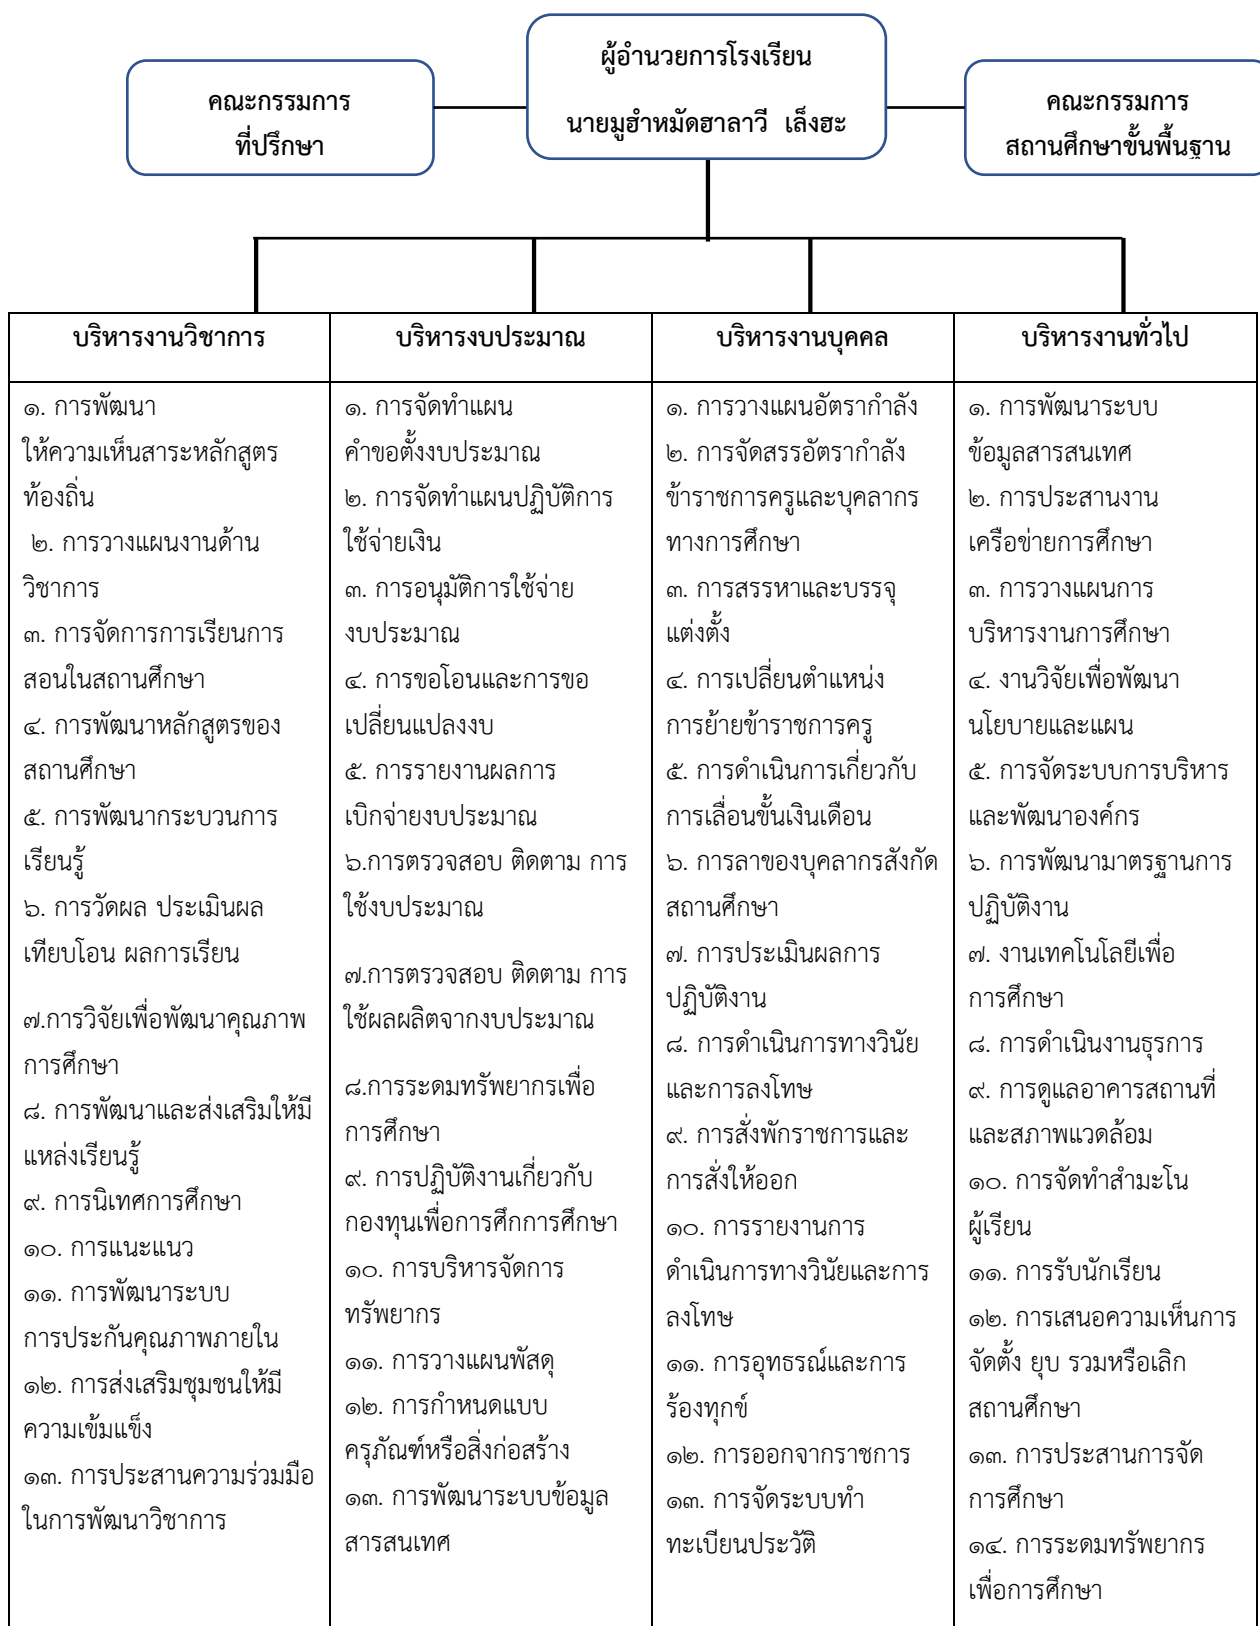 ผู้อำนวยการโรงเรียน
นายมูฮำหมัดฮาลาวี เล็งฮะ
คณะกรรมการ
ที่ปรึกษา
คณะกรรมการ
สถานศึกษาขั้นพื้นฐาน
บริหารงานวิชาการ
๑. การพัฒนา
ให้ความเห็นสาระหลักสูตร
ท้องถิ่น
๒. การวางแผนงานด้าน
วิชาการ
๓. การจัดการการเรียนการ
สอนในสถานศึกษา
๔. การพัฒนาหลักสูตรของ
สถานศึกษา
๕. การพัฒนากระบวนการ
เรียนรู้
๖. การวัดผล ประเมินผล
เทียบโอน ผลการเรียน
๗.การวิจัยเพื่อพัฒนาคุณภาพ
การศึกษา
๘. การพัฒนาและส่งเสริมให้มี
แหล่งเรียนรู้
๙. การนิเทศการศึกษา
๑๐. การแนะแนว
๑๑. การพัฒนาระบบ
การประกันคุณภาพภายใน
๑๒. การส่งเสริมชุมชนให้มี
ความเข้มแข็ง
๑๓. การประสานความร่วมมือ
ในการพัฒนาวิชาการ
บริหารงบประมาณ
๑. การจัดทำแผน
คำขอตั้งงบประมาณ
๒. การจัดทำแผนปฏิบัติการ
ใช้จ่ายเงิน
๓. การอนุมัติการใช้จ่าย
งบประมาณ
๔. การขอโอนและการขอ
เปลี่ยนแปลงงบ
๕. การรายงานผลการ
เบิกจ่ายงบประมาณ
๖.การตรวจสอบ ติดตาม การ
ใช้งบประมาณ
๗.การตรวจสอบ ติดตาม การ
ใช้ผลผลิตจากงบประมาณ
๘.การระดมทรัพยากรเพื่อ
การศึกษา
๙. การปฏิบัติงานเกี่ยวกับ
กองทุนเพื่อการศึกการศึกษา
๑๐. การบริหารจัดการ
ทรัพยากร
๑๑. การวางแผนพัสดุ
๑๒. การกำหนดแบบ
ครุภัณฑ์หรือสิ่งก่อสร้าง
๑๓. การพัฒนาระบบข้อมูล
สารสนเทศ
บริหารงานบุคคล
๑. การวางแผนอัตรากำลัง
๒. การจัดสรรอัตรากำลัง
ข้าราชการครูและบุคลากร
ทางการศึกษา
๓. การสรรหาและบรรจุ
แต่งตั้ง
๔. การเปลี่ยนตำแหน่ง
การย้ายข้าราชการครู
๕. การดำเนินการเกี่ยวกับ
การเลื่อนขั้นเงินเดือน
๖. การลาของบุคลากรสังกัด
สถานศึกษา
๗. การประเมินผลการ
ปฏิบัติงาน
๘. การดำเนินการทางวินัย
และการลงโทษ
๙. การสั่งพักราชการและ
การสั่งให้ออก
๑๐. การรายงานการ
ดำเนินการทางวินัยและการ
ลงโทษ
๑๑. การอุทธรณ์และการ
ร้องทุกข์
๑๒. การออกจากราชการ
๑๓. การจัดระบบทำ
ทะเบียนประวัติ
บริหารงานทั่วไป
๑. การพัฒนาระบบ
ข้อมูลสารสนเทศ
๒. การประสานงาน
เครือข่ายการศึกษา
๓. การวางแผนการ
บริหารงานการศึกษา
๔. งานวิจัยเพื่อพัฒนา
นโยบายและแผน
๕. การจัดระบบการบริหาร
และพัฒนาองค์กร
๖. การพัฒนามาตรฐานการ
ปฏิบัติงาน
๗. งานเทคโนโลยีเพื่อ
การศึกษา
๘. การดำเนินงานธุรการ
๙. การดูแลอาคารสถานที่
และสภาพแวดล้อม
๑๐. การจัดทำสำมะโน
ผู้เรียน
๑๑. การรับนักเรียน
๑๒. การเสนอความเห็นการ
จัดตั้ง ยุบ รวมหรือเลิก
สถานศึกษา
๑๓. การประสานการจัด
การศึกษา
๑๔. การระดมทรัพยากร
เพื่อการศึกษา